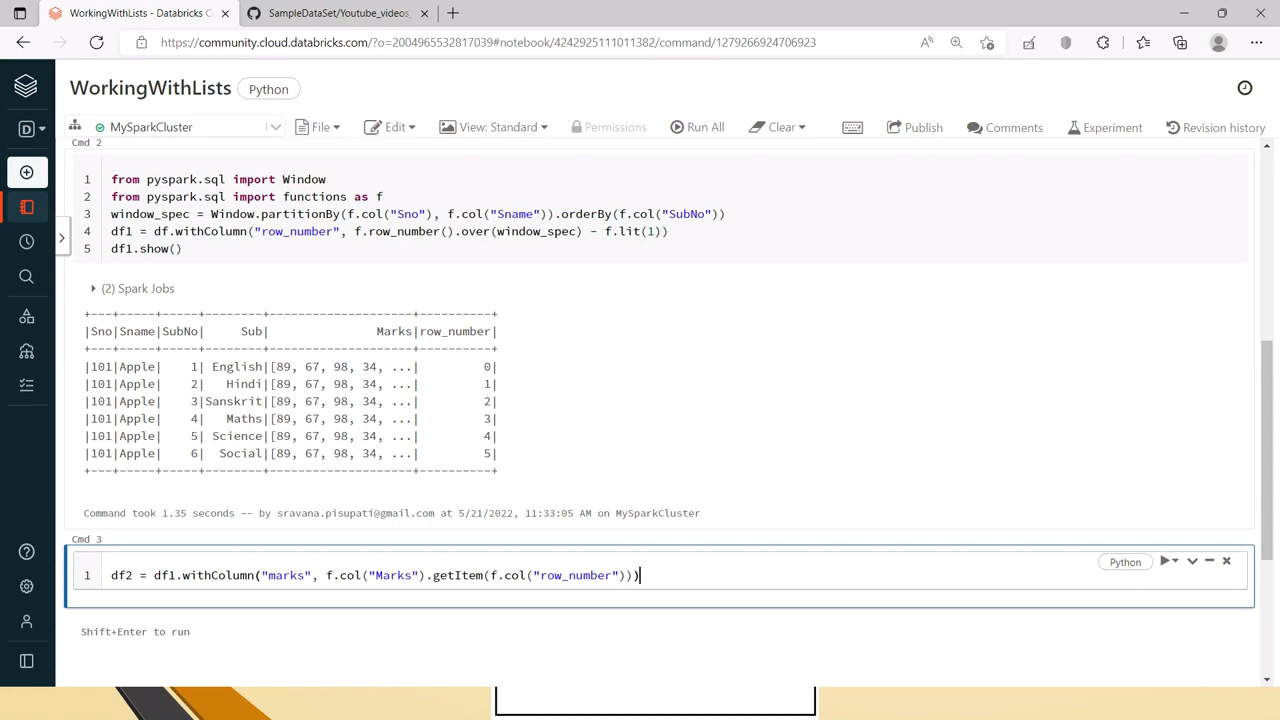 WorkingWithLists - Databricks C
SampleDataSet/Youtube_videos_
https://community.cloud.databricks.com/?o=2004965532817039#notebook/4242925111011382/command/1279266924706923
WorkingWithLists
Python
D
MySparkCluster
File
Edit
View: Standard
Permissions
Run All
Clear
Publish
Comments
Experiment
Revision history
Cmd 2
1 from pyspark.sql import Window
2 from pyspark.sql import functions as f
3 window_spec = Window.partitionBy(f.col("Sno"), f.col("Sname")).orderBy(f.col("SubNo"))
4 df1 = df.withColumn("row_number", f.row_number().over(window_spec) - f.lit(1))
5 df1.show()
(2) Spark Jobs
+---+-----+-----+--------+--------------------+----------+
|Sno|Sname|SubNo|     Sub|               Marks|row_number|
+---+-----+-----+--------+--------------------+----------+
|101|Apple|    1| English|[89, 67, 98, 34, ...|         0|
|101|Apple|    2|   Hindi|[89, 67, 98, 34, ...|         1|
|101|Apple|    3|Sanskrit|[89, 67, 98, 34, ...|         2|
|101|Apple|    4|   Maths|[89, 67, 98, 34, ...|         3|
|101|Apple|    5| Science|[89, 67, 98, 34, ...|         4|
|101|Apple|    6|  Social|[89, 67, 98, 34, ...|         5|
+---+-----+-----+--------+--------------------+----------+
Command took 1.35 seconds -- by sravana.pisupati@gmail.com at 5/21/2022, 11:33:05 AM on MySparkCluster
Cmd 3
Python
1 df2 = df1.withColumn("marks", f.col("Marks").getItem(f.col("row_number")))
Shift+Enter to run